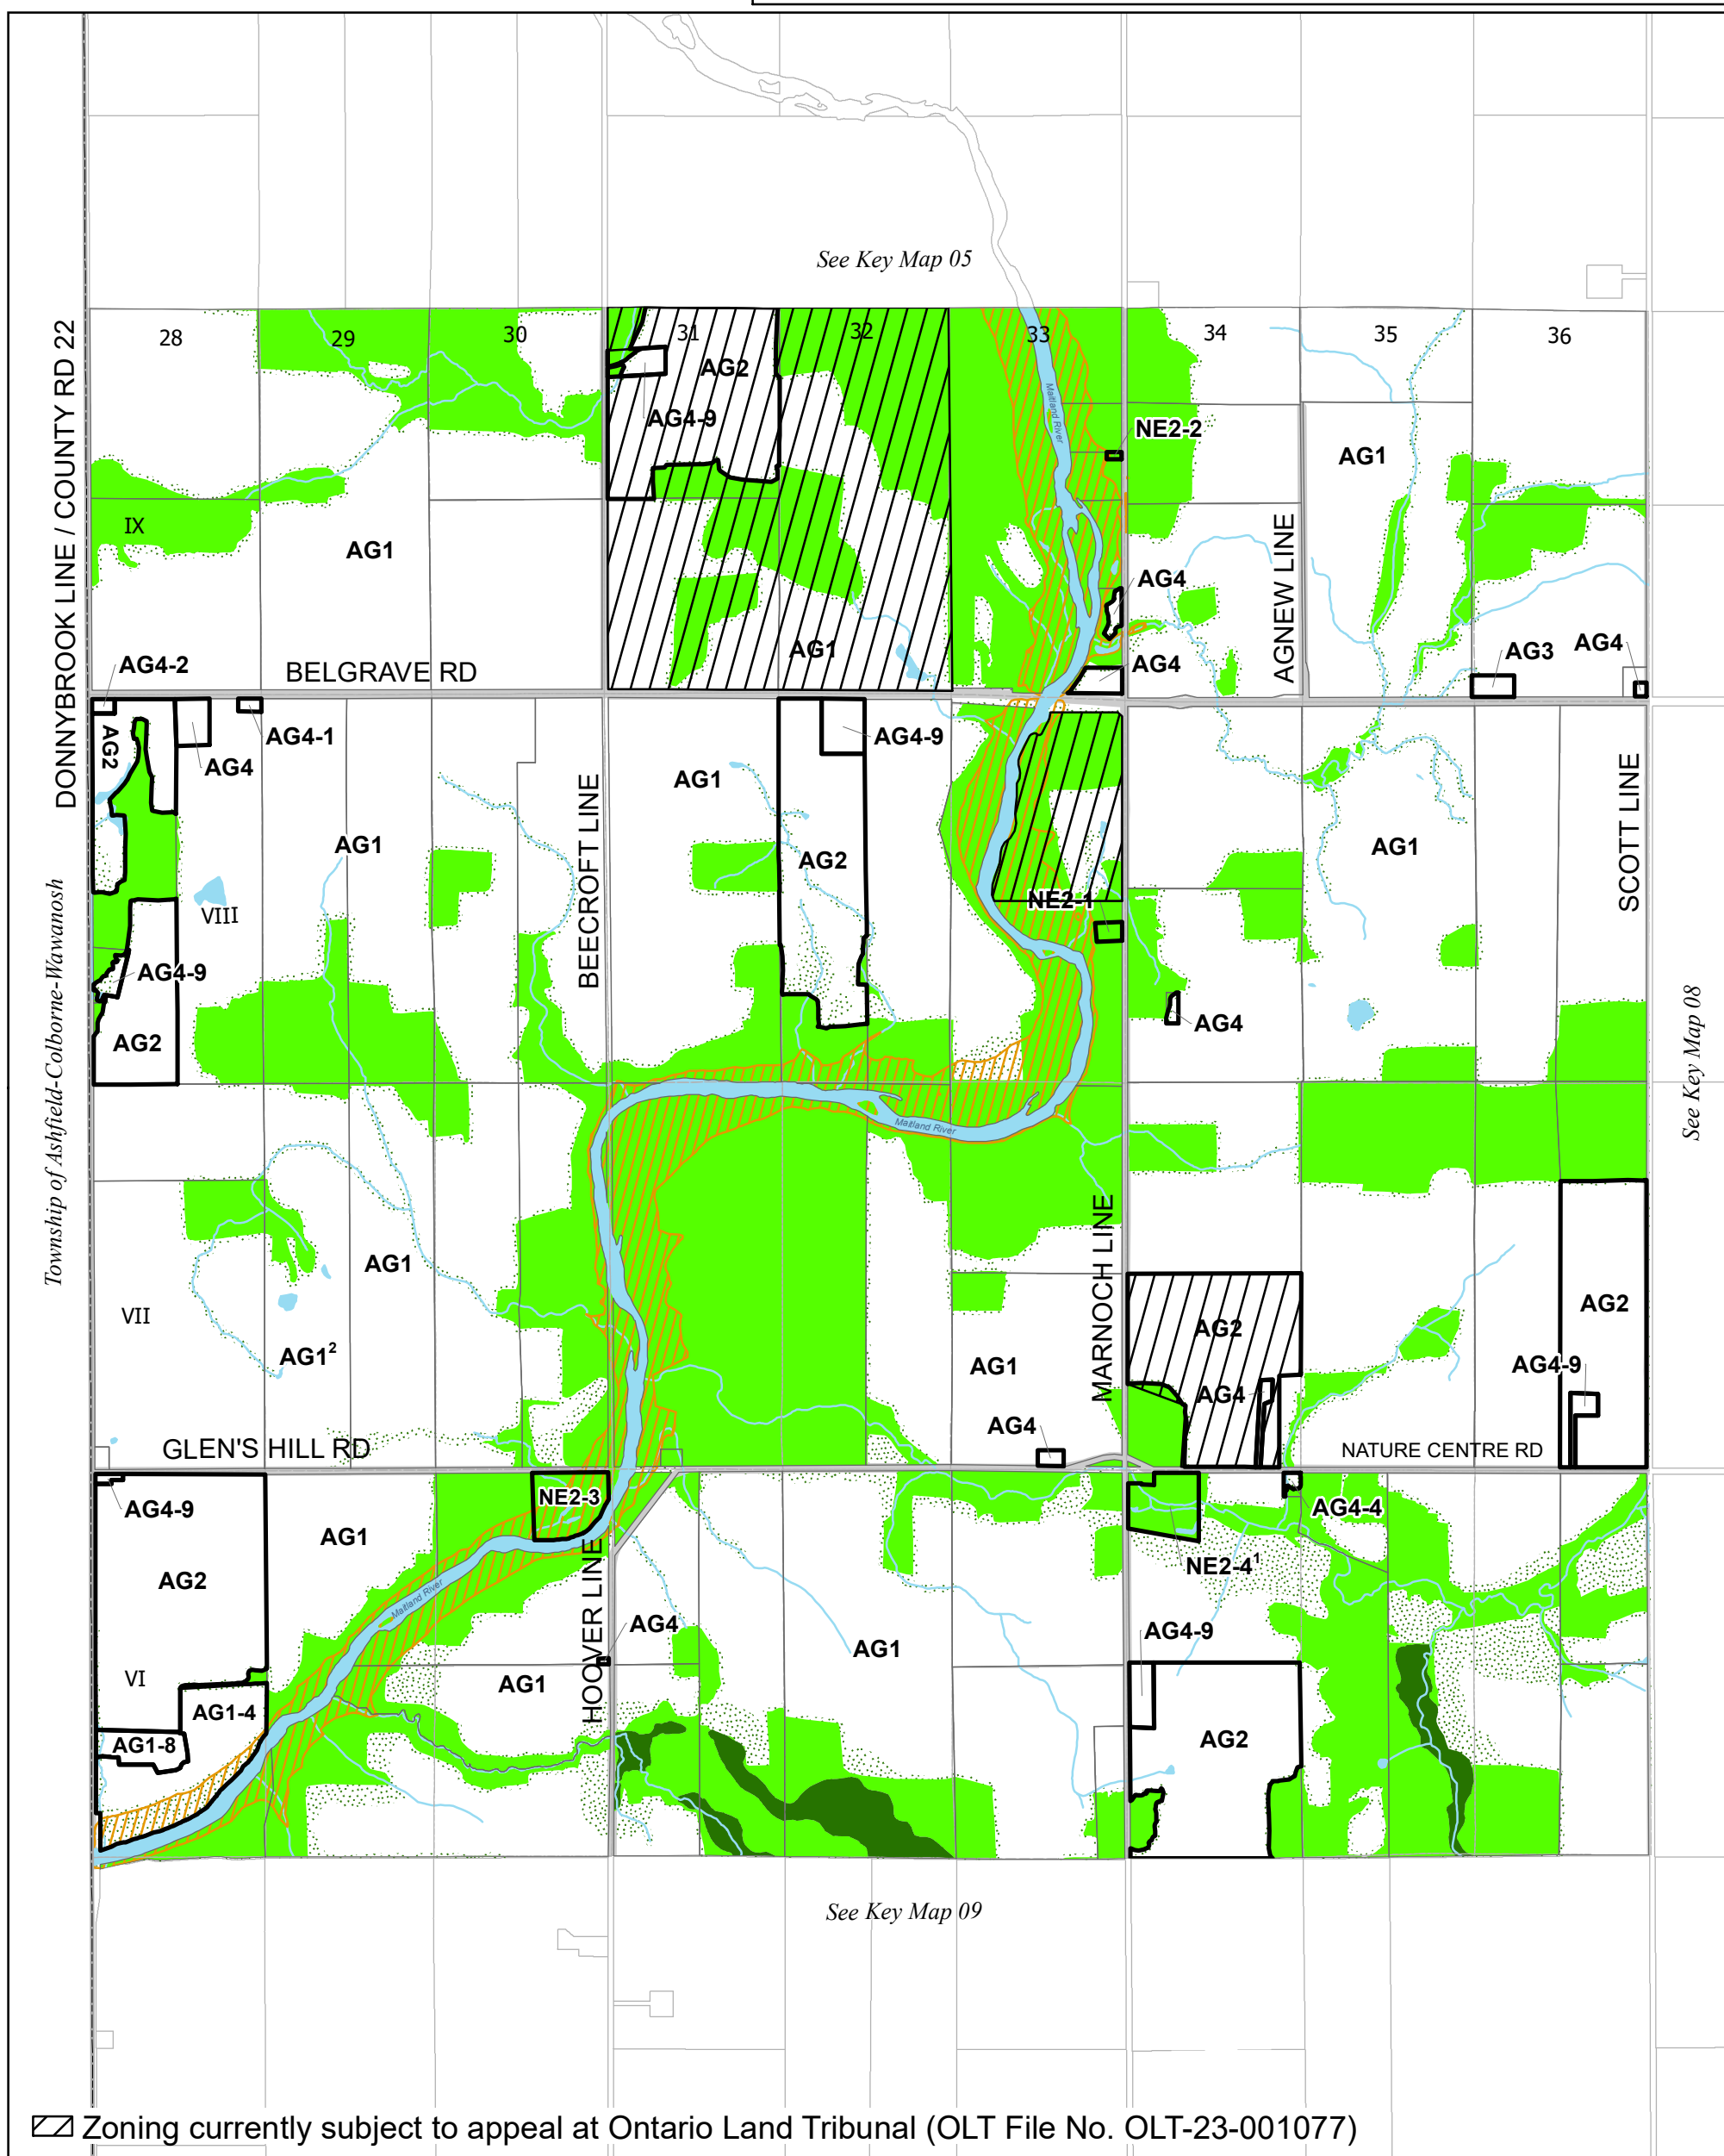 See Key Map 05
28
29
30
31
32
33
34
35
36
AG2
AG4-9
NE2-2
AG1
DONNYBROOK LINE / COUNTY RD 22
Maitland River
IX
AG1
AGNEW LINE
AG4
AG1
AG4
AG3
AG4
AG4-2
BELGRAVE RD
AG2
AG4
AG4-1
AG4-9
AG1
SCOTT LINE
BEECROFT LINE
AG1
AG2
AG1
VIII
NE2-1
AG4-9
Township of Ashfield-Colborne-Wawanosh
AG2
AG4
See Key Map 08
Maitland River
MARNOCH LINE
AG1
VII
AG1²
AG2
AG2
AG1
AG4-9
AG4
AG4
GLEN'S HILL RD
NATURE CENTRE RD
NE2-3
AG4-9
AG4-4
AG1
HOOVER LINE
NE2-4¹
AG2
Maitland River
AG4
AG4-9
AG1
VI
AG1
AG1-4
AG1-8
AG2
See Key Map 09
Zoning currently subject to appeal at Ontario Land Tribunal (OLT File No. OLT-23-001077)